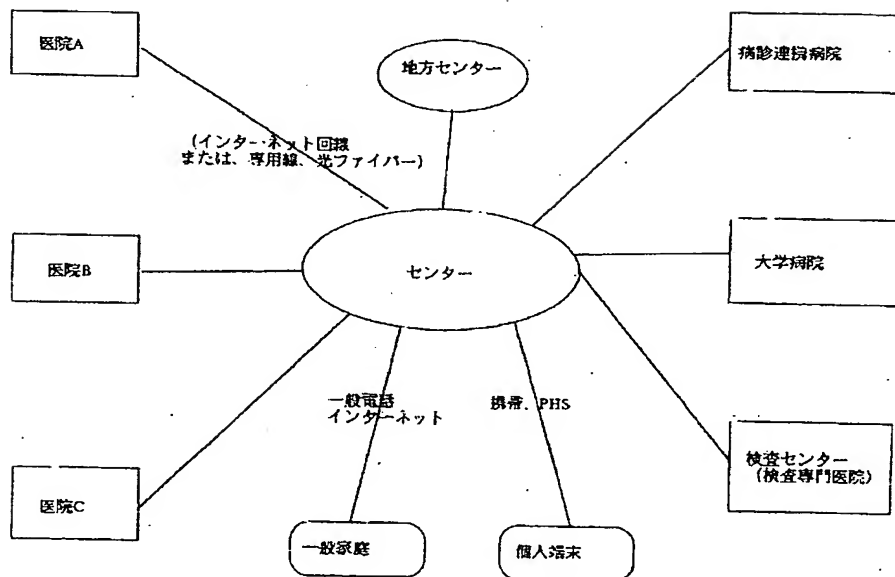 医院A
地方センター
病診連携病院
(インターネット回線
または、専用線、光ファイバー)
医院B
センター
大学病院
一般電話
インターネット
携帯、PHS
検査センター
(検査専門医院)
医院C
一般家庭
個人端末